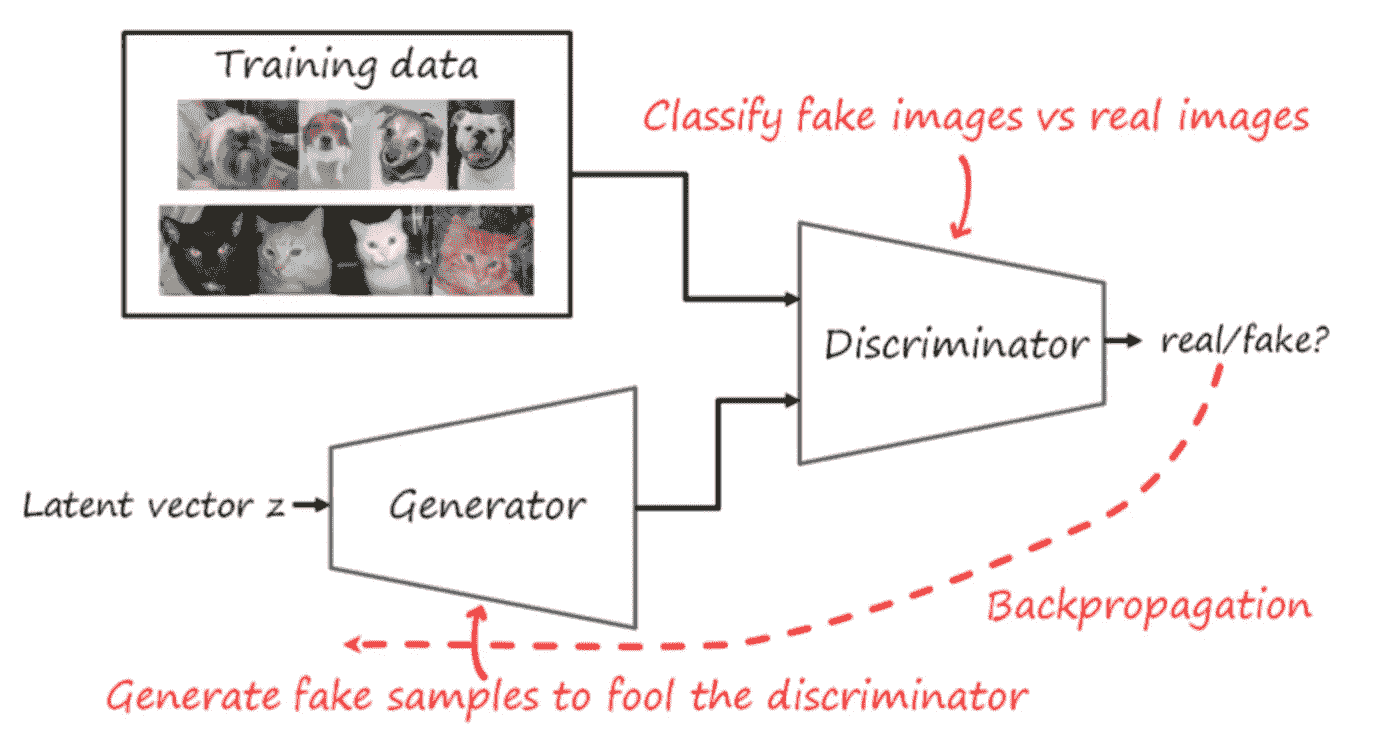 Training data
Classify fake images vs real images
Discriminator
real/fake?
Latent vector z
Generator
Backpropagation
Generate fake samples to fool the discriminator